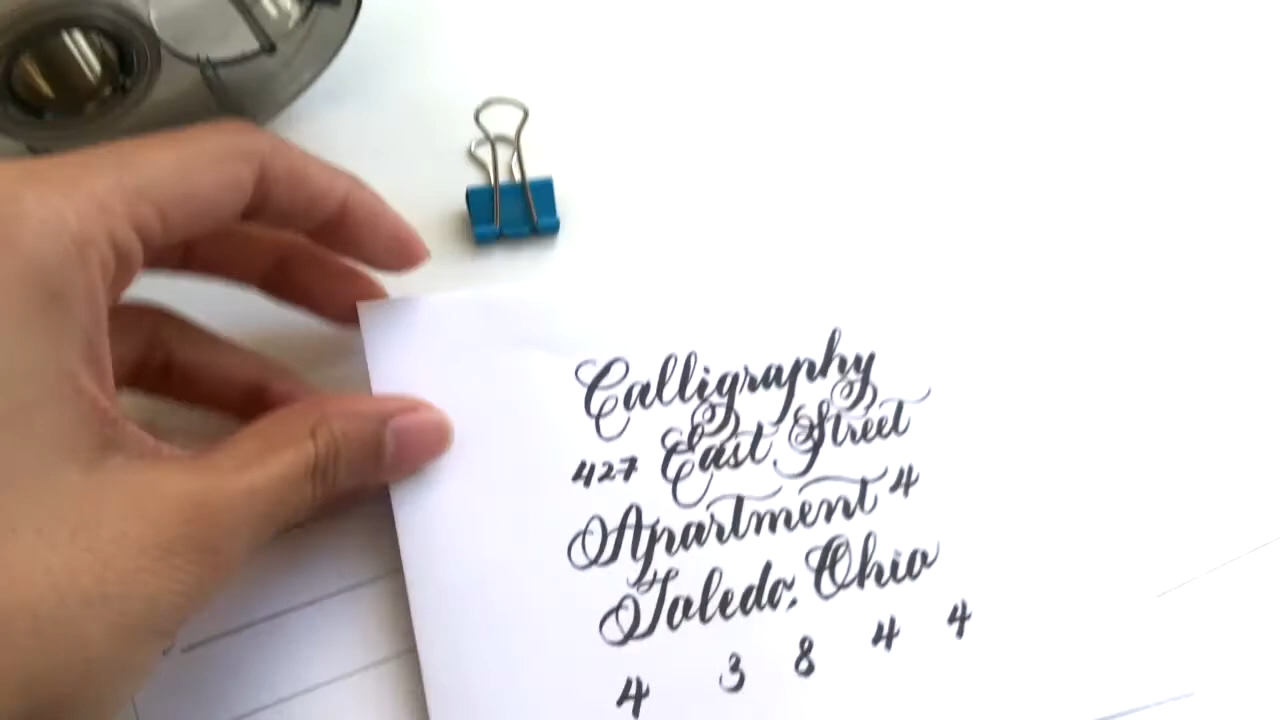 Calligraphy
427 East Street
Apartment 4
Toledo, Ohio
4 3 8 4 4